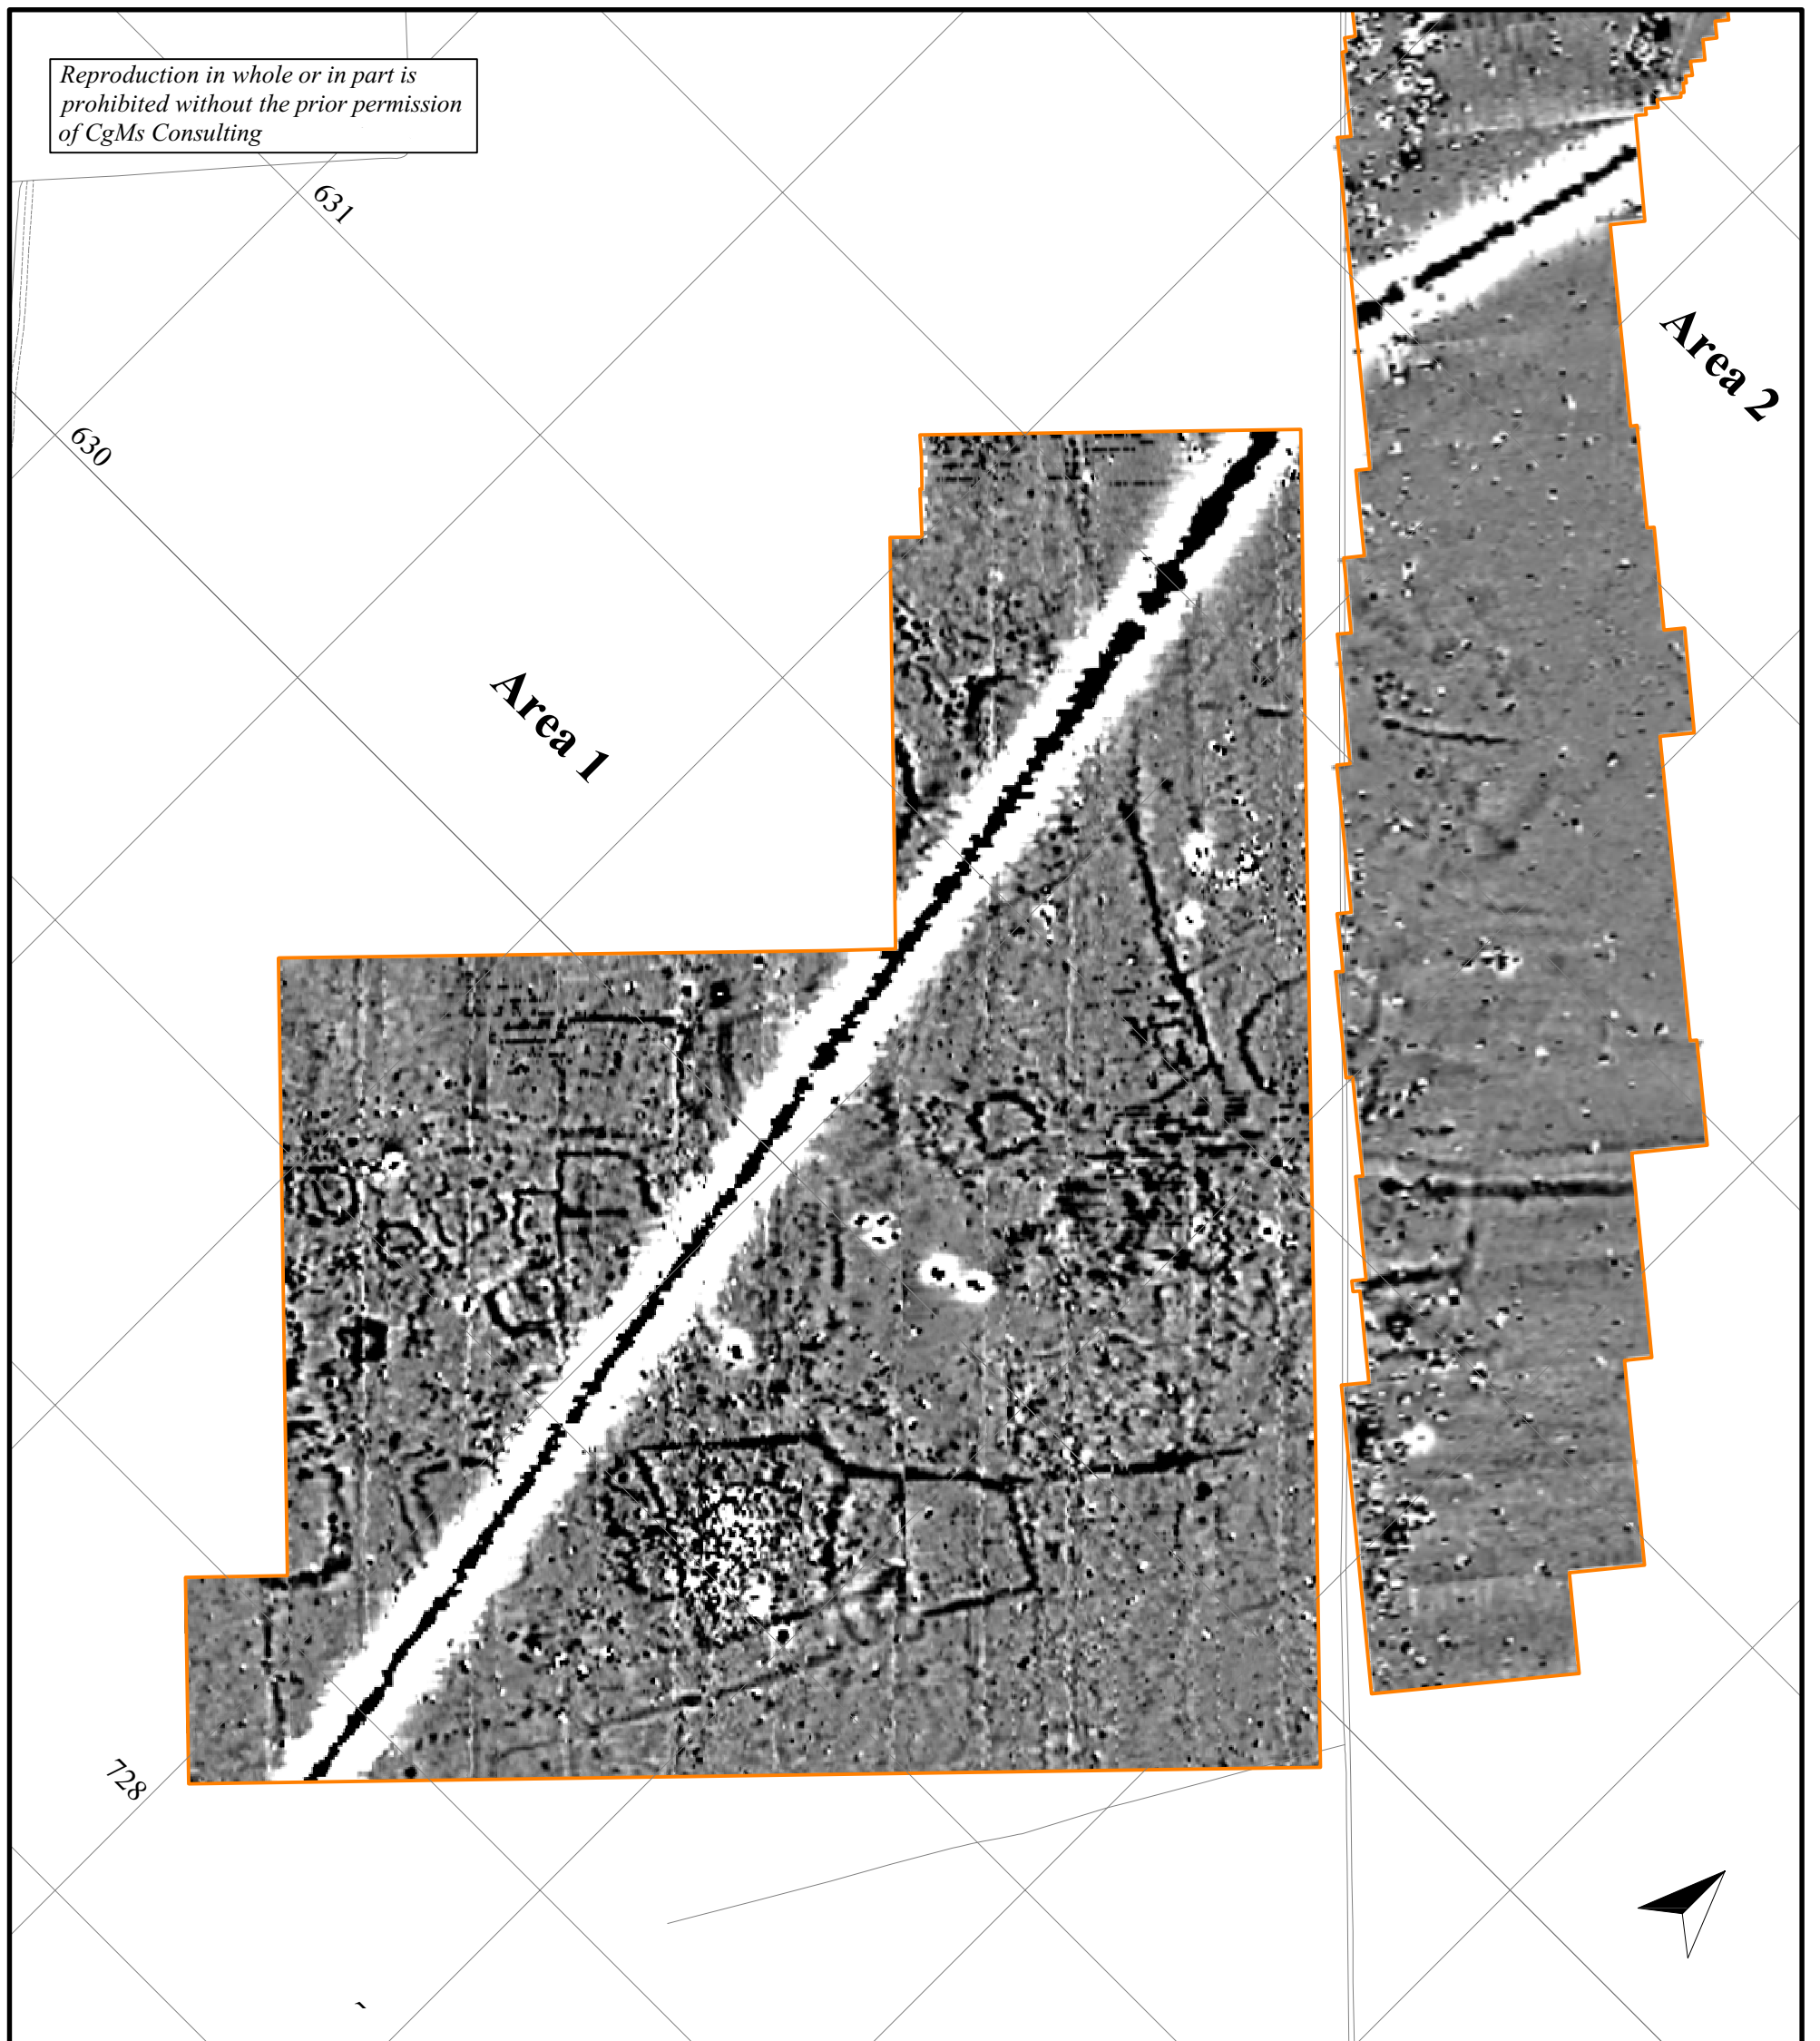 Reproduction in whole or in part is
prohibited without the prior permission
of CgMs Consulting
631
630
Area 2
Area 1
728